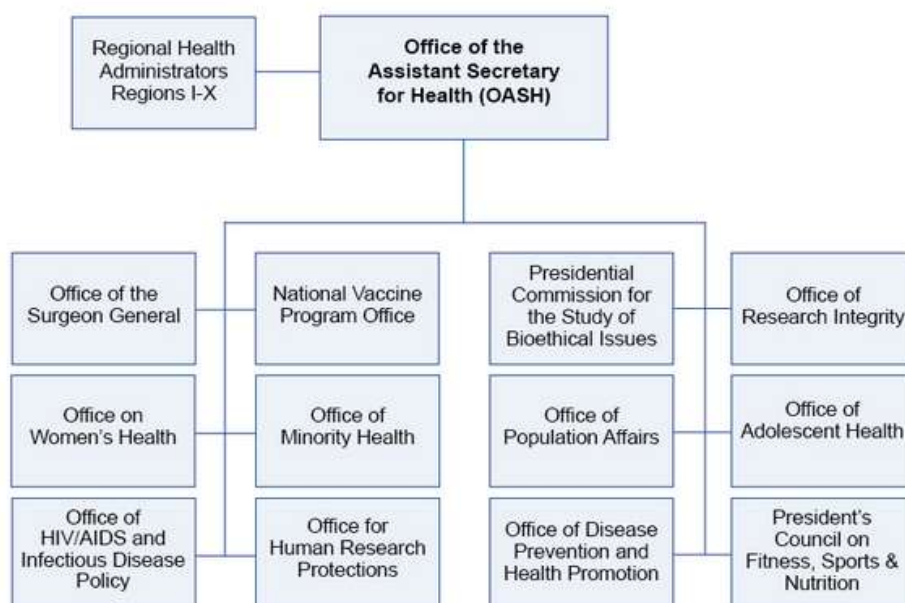 Regional Health
Administrators
Regions I-X
Office of the
Assistant Secretary
for Health (OASH)
Office of the
Surgeon General
National Vaccine
Program Office
Presidential
Commission for
the Study of
Bioethical Issues
Office of
Research Integrity
Office on
Women's Health
Office of
Minority Health
Office of
Population Affairs
Office of
Adolescent Health
Office of
HIV/AIDS and
Infectious Disease
Policy
Office for
Human Research
Protections
Office of Disease
Prevention and
Health Promotion
President's
Council on
Fitness, Sports &
Nutrition